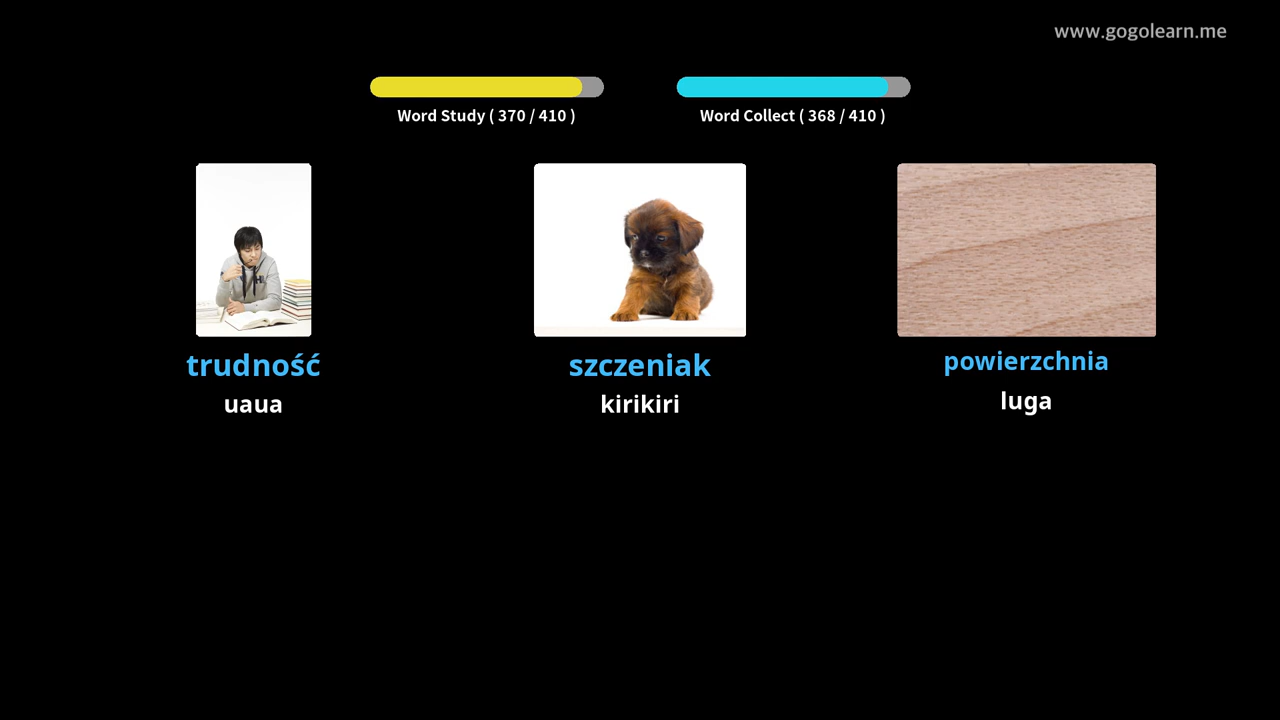 www.gogolearn.me
Word Study ( 370 / 410 )
Word Collect ( 368 / 410 )
trudność
szczeniak
powierzchnia
uaua
kirikiri
luga